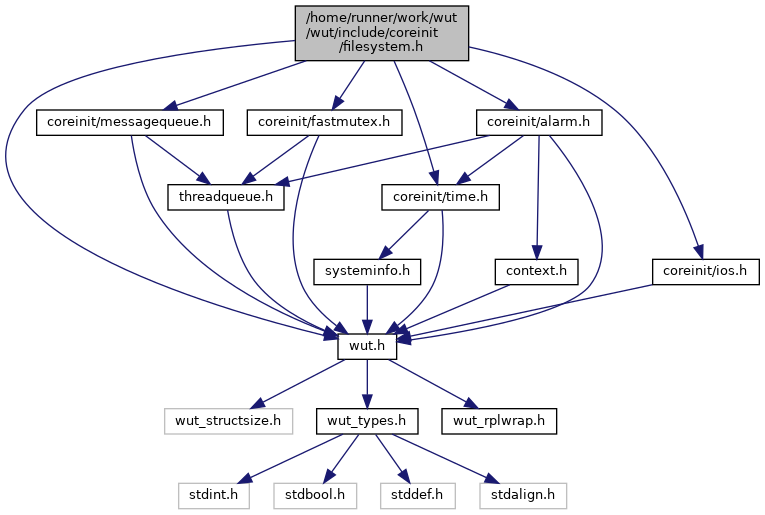 /home/runner/work/wut
/wut/include/coreinit
/filesystem.h
coreinit/messagequeue.h
coreinit/fastmutex.h
coreinit/alarm.h
threadqueue.h
coreinit/time.h
systeminfo.h
context.h
coreinit/ios.h
wut.h
wut_structsize.h
wut_types.h
wut_rplwrap.h
stdint.h
stdbool.h
stddef.h
stdalign.h